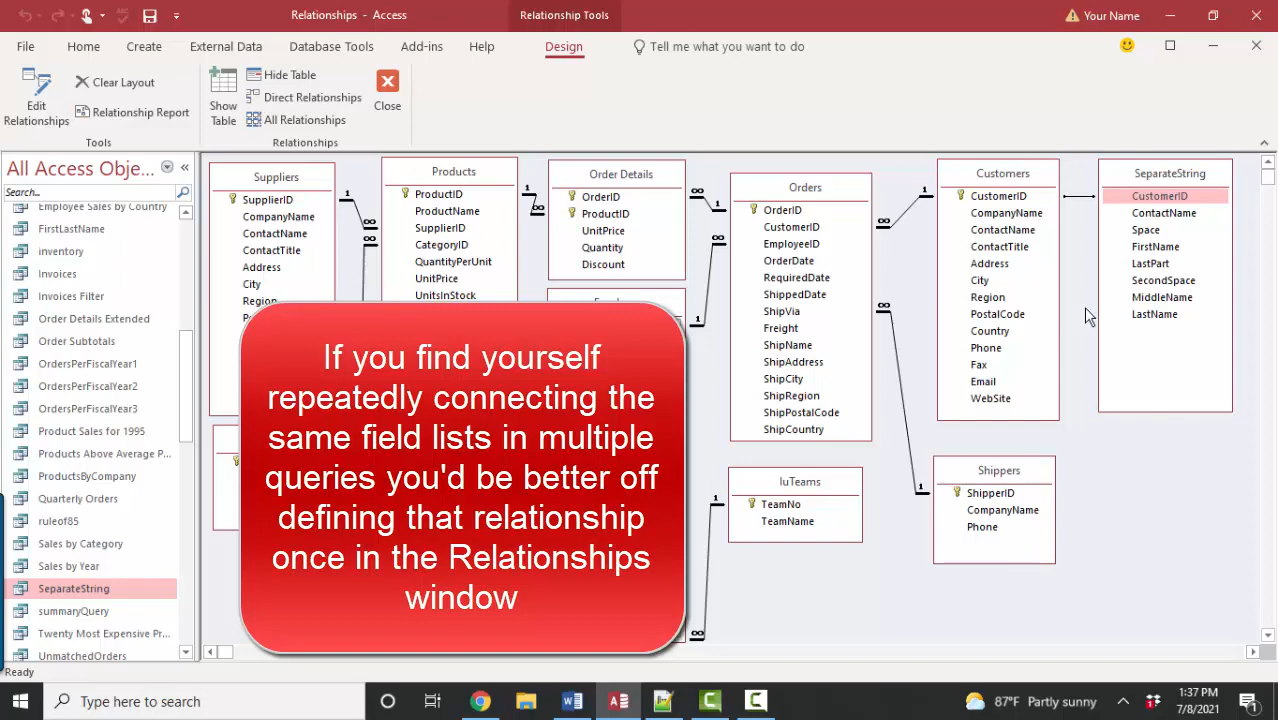 Relationships - Access
Relationship Tools
Your Name
File
Home
Create
External Data
Database Tools
Add-ins
Help
Design
Tell me what you want to do
Edit
Relationships
Clear Layout
Relationship Report
Tools
Show
Table
Hide Table
Direct Relationships
All Relationships
Relationships
Close
All Access Obje...
Search...
Employee Sales by Country
FirstLastName
inventory
Invoices
Invoices Filter
Order Details Extended
Order Subtotals
OrdersPerFiscalYear1
OrdersPerFiscalYear2
OrdersPerFiscalYear3
Product Sales for 1995
Products Above Average P...
ProductsByCompany
Quarterly Orders
ruleof85
Sales by Category
Sales by Year
SeparateString
summaryQuery
Twenty Most Expensive Pr...
UnmatchedOrders
Suppliers
SupplierID
CompanyName
ContactName
ContactTitle
Address
City
Region
1
∞
∞
Products
ProductID
ProductName
SupplierID
CategoryID
QuantityPerUnit
UnitPrice
UnitsInStock
1
∞
Order Details
OrderID
ProductID
UnitPrice
Quantity
Discount
∞
1
∞
1
Orders
OrderID
CustomerID
EmployeeID
OrderDate
RequiredDate
ShippedDate
ShipVia
Freight
ShipName
ShipAddress
ShipCity
ShipRegion
ShipPostalCode
ShipCountry
1
∞
∞
1
Customers
CustomerID
CompanyName
ContactName
ContactTitle
Address
City
Region
PostalCode
Country
Phone
Fax
Email
WebSite
SeparateString
CustomerID
ContactName
Space
FirstName
LastPart
SecondSpace
MiddleName
LastName
luTeams
TeamNo
TeamName
1
∞
Shippers
ShipperID
CompanyName
Phone
If you find yourself
repeatedly connecting the
same field lists in multiple
queries you'd be better off
defining that relationship
once in the Relationships
window
Ready
Type here to search
87°F Partly sunny
1:37 PM
7/8/2021
1